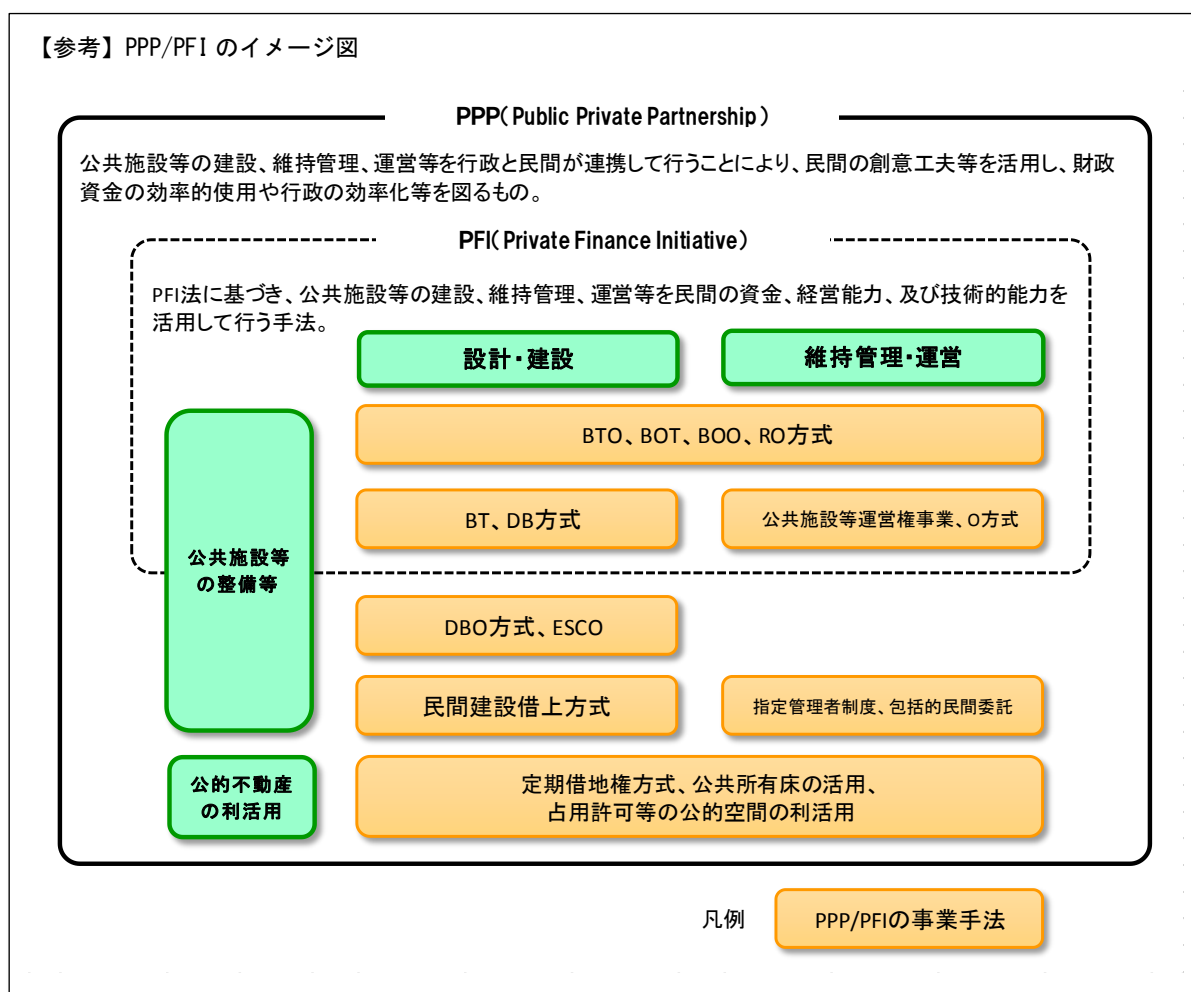 【参考】PPP/PFI のイメージ図
PPP(Public Private Partnership)
公共施設等の建設、維持管理、運営等を行政と民間が連携して行うことにより、民間の創意工夫等を活用し、財政
資金の効率的使用や行政の効率化等を図るもの。
PFI(Private Finance Initiative)
PFI法に基づき、公共施設等の建設、維持管理、運営等を民間の資金、経営能力、及び技術的能力を
活用して行う手法。
設計・建設
維持管理・運営
公共施設等
の整備等
BTO、BOT、BOO、RO方式
BT、DB方式
公共施設等運営権事業、O方式
DBO方式、ESCO
民間建設借上方式
指定管理者制度、包括的民間委託
公的不動産
の利活用
定期借地権方式、公共所有床の活用、
占用許可等の公的空間の利活用
凡例
PPP/PFIの事業手法